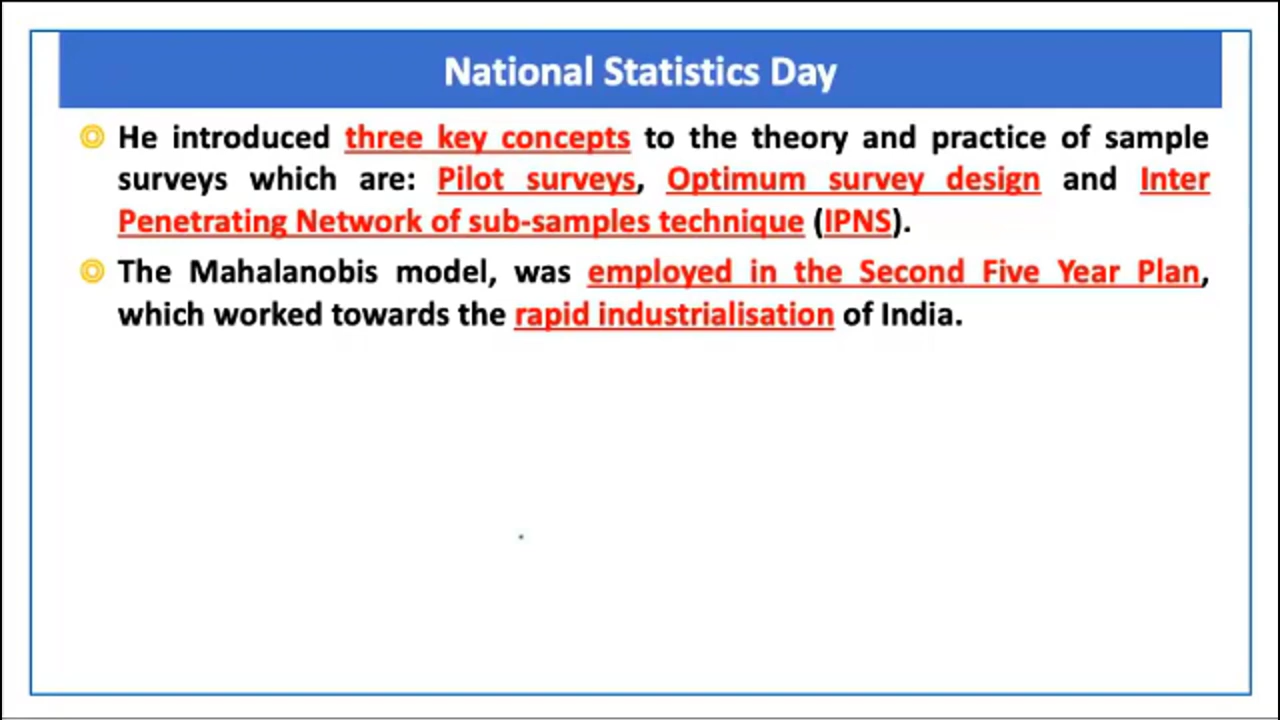 National Statistics Day
He introduced three key concepts to the theory and practice of sample
surveys which are: Pilot surveys, Optimum survey design and Inter
Penetrating Network of sub-samples technique (IPNS).
The Mahalanobis model, was employed in the Second Five Year Plan,
which worked towards the rapid industrialisation of India.